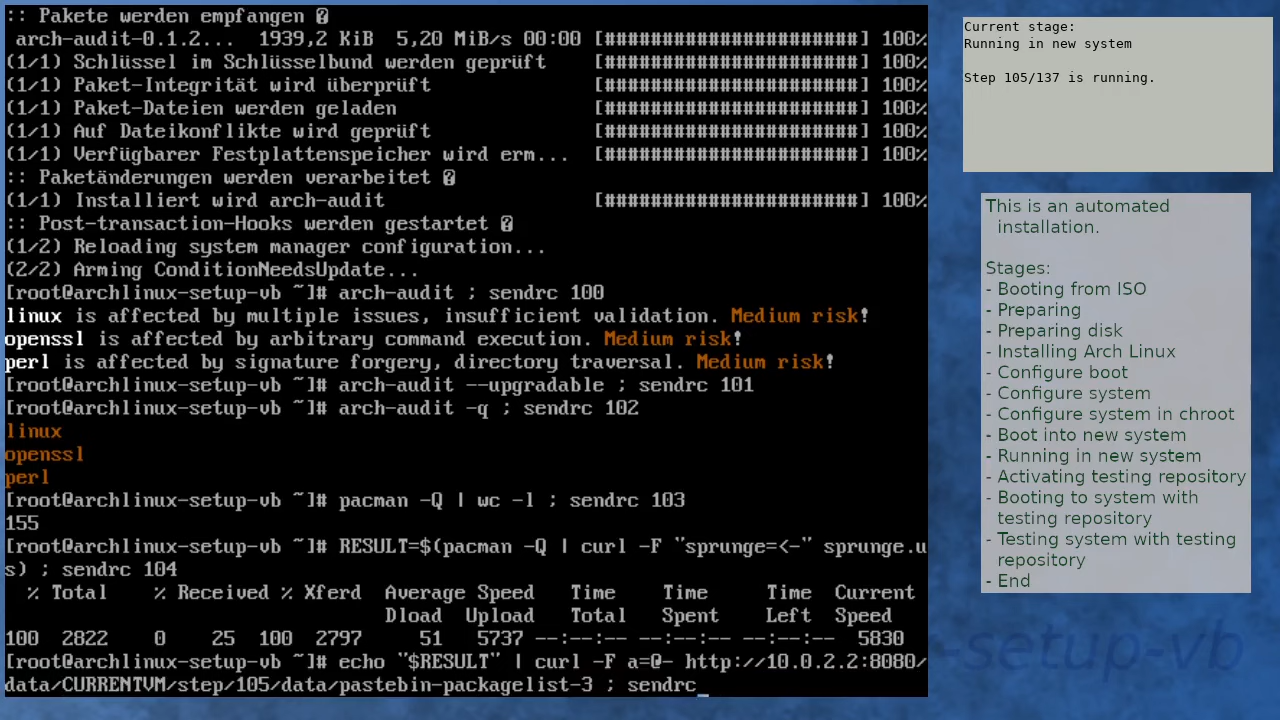 :: Pakete werden empfangen �
arch-audit-0.1.2...  1939,2 KiB  5,20 MiB/s 00:00 [######################] 100%
(1/1) Schlüssel im Schlüsselbund werden geprüft    [######################] 100%
(1/1) Paket-Integrität wird überprüft              [######################] 100%
(1/1) Paket-Dateien werden geladen                 [######################] 100%
(1/1) Auf Dateikonflikte wird geprüft              [######################] 100%
(1/1) Verfügbarer Festplattenspeicher wird erm...  [######################] 100%
:: Paketänderungen werden verarbeitet �
(1/1) Installiert wird arch-audit                  [######################] 100%
:: Post-transaction-Hooks werden gestartet �
(1/2) Reloading system manager configuration...
(2/2) Arming ConditionNeedsUpdate...
[root@archlinux-setup-vb ~]# arch-audit ; sendrc 100
linux is affected by multiple issues, insufficient validation. Medium risk!
openssl is affected by arbitrary command execution. Medium risk!
perl is affected by signature forgery, directory traversal. Medium risk!
[root@archlinux-setup-vb ~]# arch-audit --upgradable ; sendrc 101
[root@archlinux-setup-vb ~]# arch-audit -q ; sendrc 102
linux
openssl
perl
[root@archlinux-setup-vb ~]# pacman -Q | wc -l ; sendrc 103
155
[root@archlinux-setup-vb ~]# RESULT=$(pacman -Q | curl -F "sprunge=<-" sprunge.u
s) ; sendrc 104
% Total    % Received % Xferd  Average Speed   Time    Time     Time  Current
Dload  Upload   Total   Spent    Left  Speed
100  2822    0    25  100  2797     51   5737 --:--:-- --:--:-- --:--:--  5830
[root@archlinux-setup-vb ~]# echo "$RESULT" | curl -F a=@- http://10.0.2.2:8080/
data/CURRENTVM/step/105/data/pastebin-packagelist-3 ; sendrc_
Current stage:
Running in new system
Step 105/137 is running.
This is an automated
installation.
Stages:
- Booting from ISO
- Preparing
- Preparing disk
- Installing Arch Linux
- Configure boot
- Configure system
- Configure system in chroot
- Boot into new system
- Running in new system
- Activating testing repository
- Booting to system with
testing repository
- Testing system with testing
repository
- End
-setup-vb